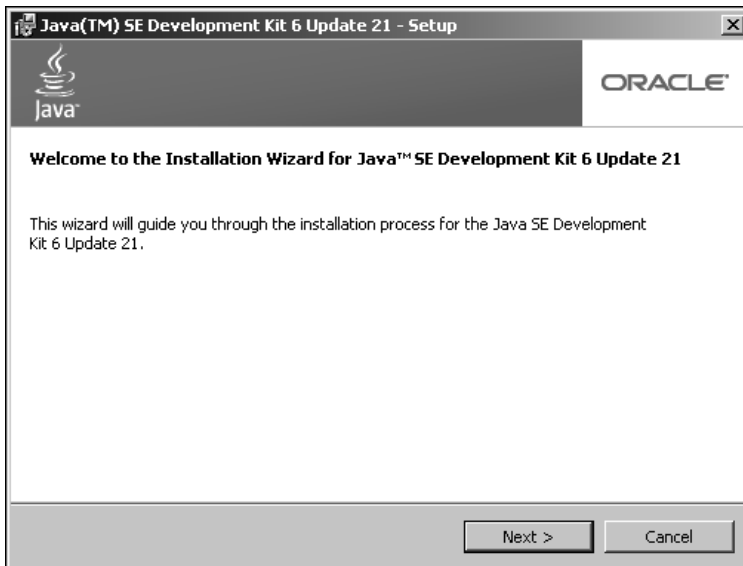 Java(TM) SE Development Kit 6 Update 21 - Setup
Java™
ORACLE®
Welcome to the Installation Wizard for Java™ SE Development Kit 6 Update 21
This wizard will guide you through the installation process for the Java SE Development
Kit 6 Update 21.
Next >
Cancel